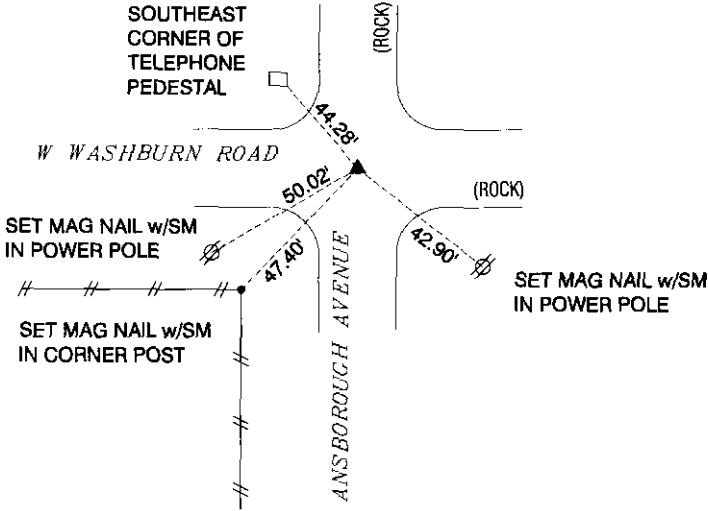 SOUTHEAST
CORNER OF
TELEPHONE
PEDESTAL
(ROCK)
44.28'
W WASHBURN ROAD
50.02'
(ROCK)
SET MAG NAIL w/SM
IN POWER POLE
47.40'
42.90'
SET MAG NAIL w/SM
IN POWER POLE
SET MAG NAIL w/SM
IN CORNER POST
ANSBOROUGH AVENUE